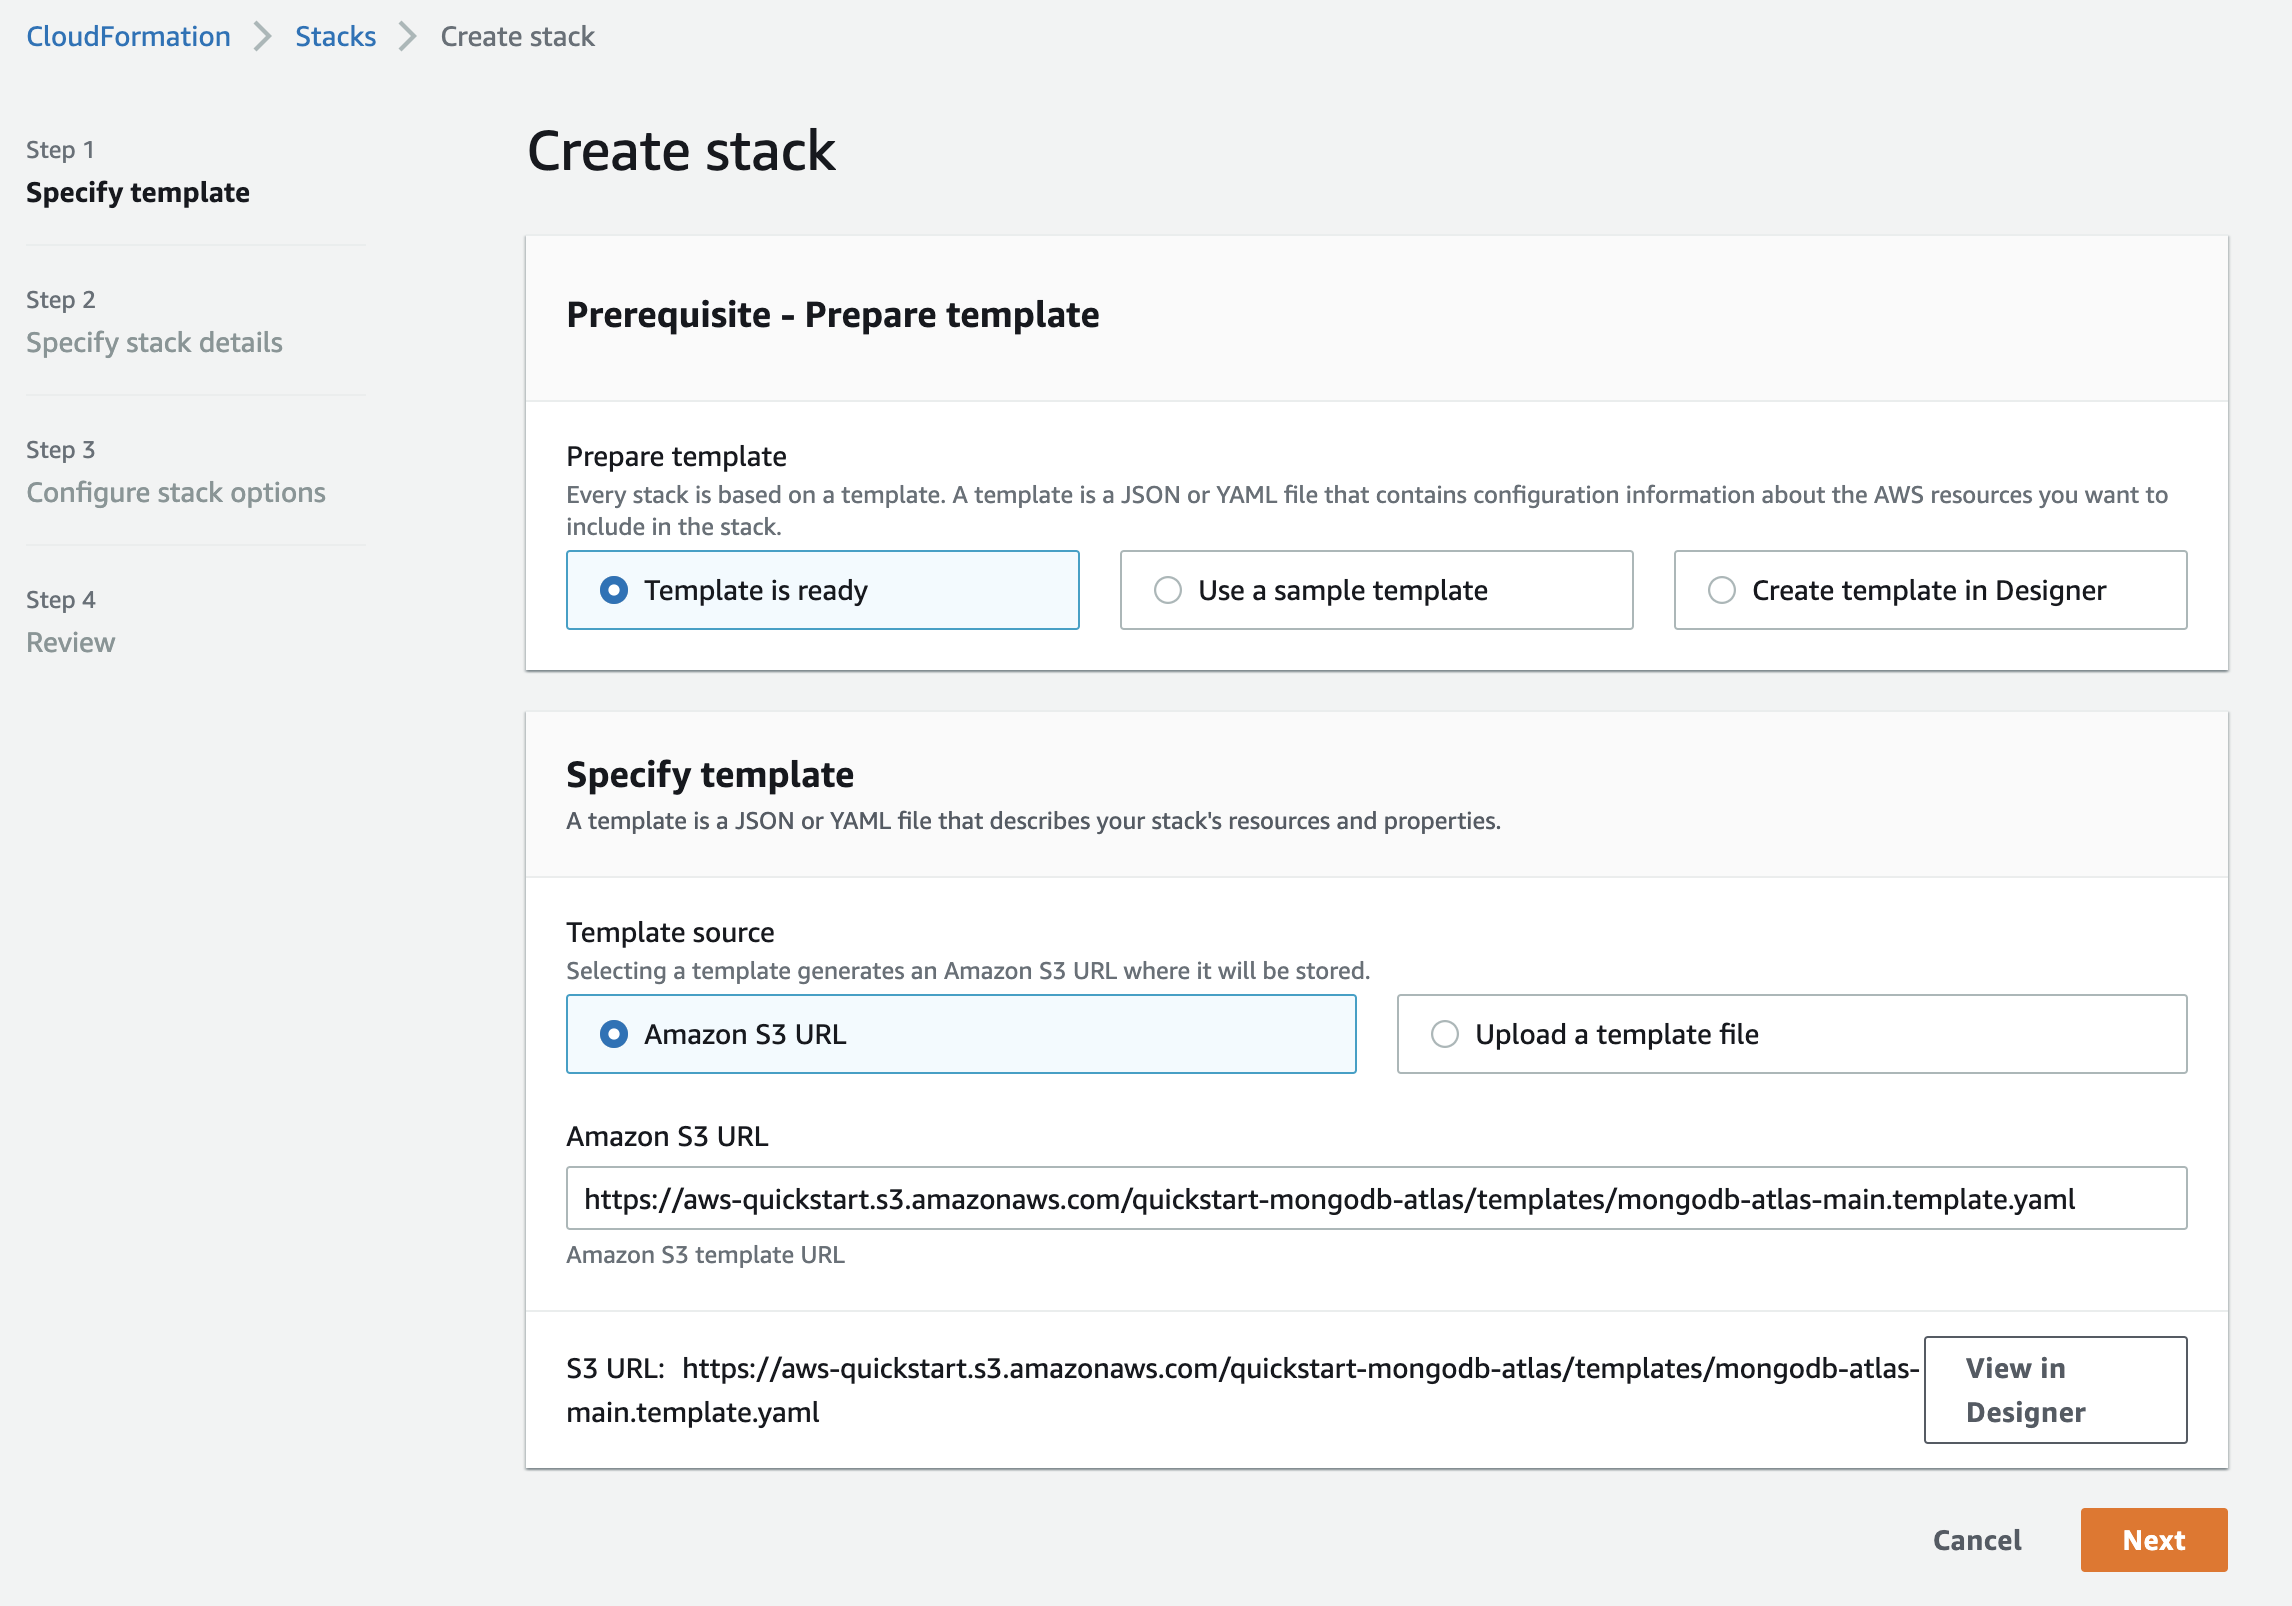 CloudFormation
Stacks
Create stack
Step 1
Specify template
Step 2
Specify stack details
Step 3
Configure stack options
Step 4
Review
Create stack
Prerequisite - Prepare template
Prepare template
Every stack is based on a template. A template is a JSON or YAML file that contains configuration information about the AWS resources you want to
include in the stack.
Template is ready
Use a sample template
Create template in Designer
Specify template
A template is a JSON or YAML file that describes your stack's resources and properties.
Template source
Selecting a template generates an Amazon S3 URL where it will be stored.
Amazon S3 URL
Upload a template file
Amazon S3 URL
https://aws-quickstart.s3.amazonaws.com/quickstart-mongodb-atlas/templates/mongodb-atlas-main.template.yaml
Amazon S3 template URL
S3 URL: https://aws-quickstart.s3.amazonaws.com/quickstart-mongodb-atlas/templates/mongodb-atlas-
main.template.yaml
View in
Designer
Cancel
Next